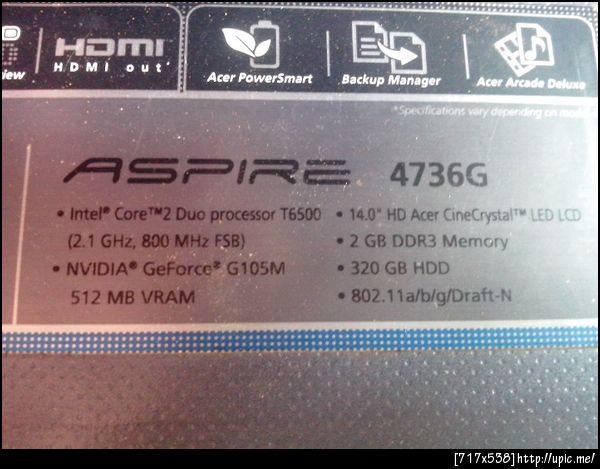 HDMI
HDMI out
Acer PowerSmart
Backup Manager
Acer Arcade Deluxe
*Specifications vary depending on
ASPIRE 4736G
• Intel® Core™2 Duo processor T6500
(2.1 GHz, 800 MHz FSB)
• NVIDIA® GeForce® G105M
512 MB VRAM
• 14.0" HD Acer CineCrystal™ LED LCD
• 2 GB DDR3 Memory
• 320 GB HDD
• 802.11a/b/g/Draft-N
[717x538]http://upic.me/